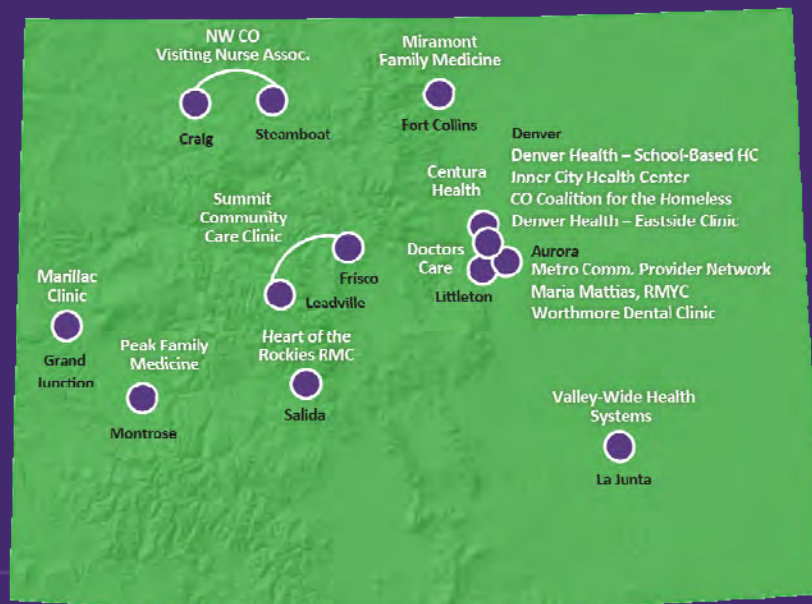 NW CO
Visiting Nurse Assoc.
Craig
Steamboat
Miramont
Family Medicine
Fort Collins
Denver
Denver Health – School-Based HC
Inner City Health Center
CO Coalition for the Homeless
Denver Health – Eastside Clinic
Centura
Health
Summit
Community
Care Clinic
Frisco
Leadville
Doctors
Care
Littleton
Aurora
Metro Comm. Provider Network
Maria Mattias, RMYC
Worthmore Dental Clinic
Marillac
Clinic
Grand
Junction
Peak Family
Medicine
Montrose
Heart of the
Rockies RMC
Salida
Valley-Wide Health
Systems
La Junta